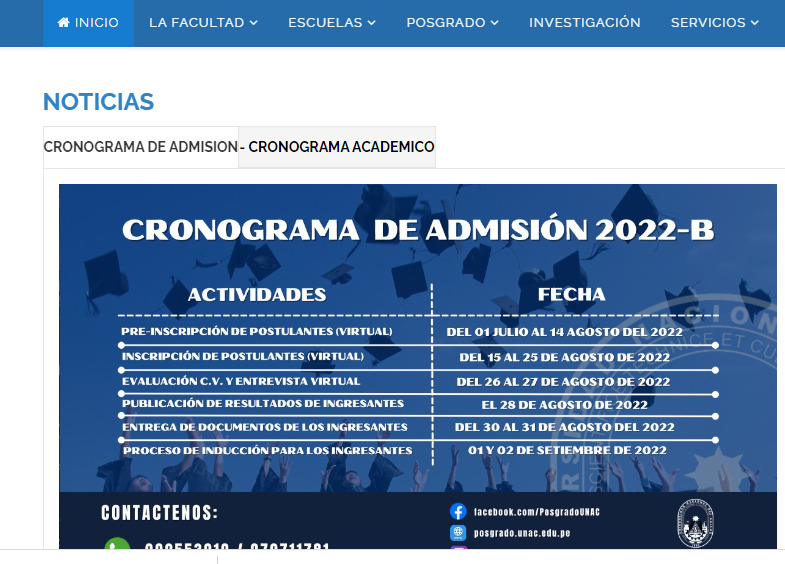 INICIO LA FACULTAD ESCUELAS POSGRADO INVESTIGACIÓN SERVICIOS
NOTICIAS
CRONOGRAMA DE ADMISION - CRONOGRAMA ACADEMICO
CRONOGRAMA DE ADMISIÓN 2022-B
ACTIVIDADES FECHA
PRE-INSCRIPCIÓN DE POSTULANTES (VIRTUAL) DEL 01 JULIO AL 14 AGOSTO DEL 2022
INSCRIPCIÓN DE POSTULANTES (VIRTUAL) DEL 15 AL 25 DE AGOSTO DE 2022
EVALUACIÓN C.V. Y ENTREVISTA VIRTUAL DEL 26 AL 27 DE AGOSTO DE 2022
PUBLICACIÓN DE RESULTADOS DE INGRESANTES EL 28 DE AGOSTO DE 2022
ENTREGA DE DOCUMENTOS DE LOS INGRESANTES DEL 30 AL 31 DE AGOSTO DEL 2022
PROCESO DE INDUCCIÓN PARA LOS INGRESANTES 01 Y 02 DE SETIEMBRE DE 2022
CONTACTENOS:
facebook.com/PosgradoUNAC
posgrado.unac.edu.pe